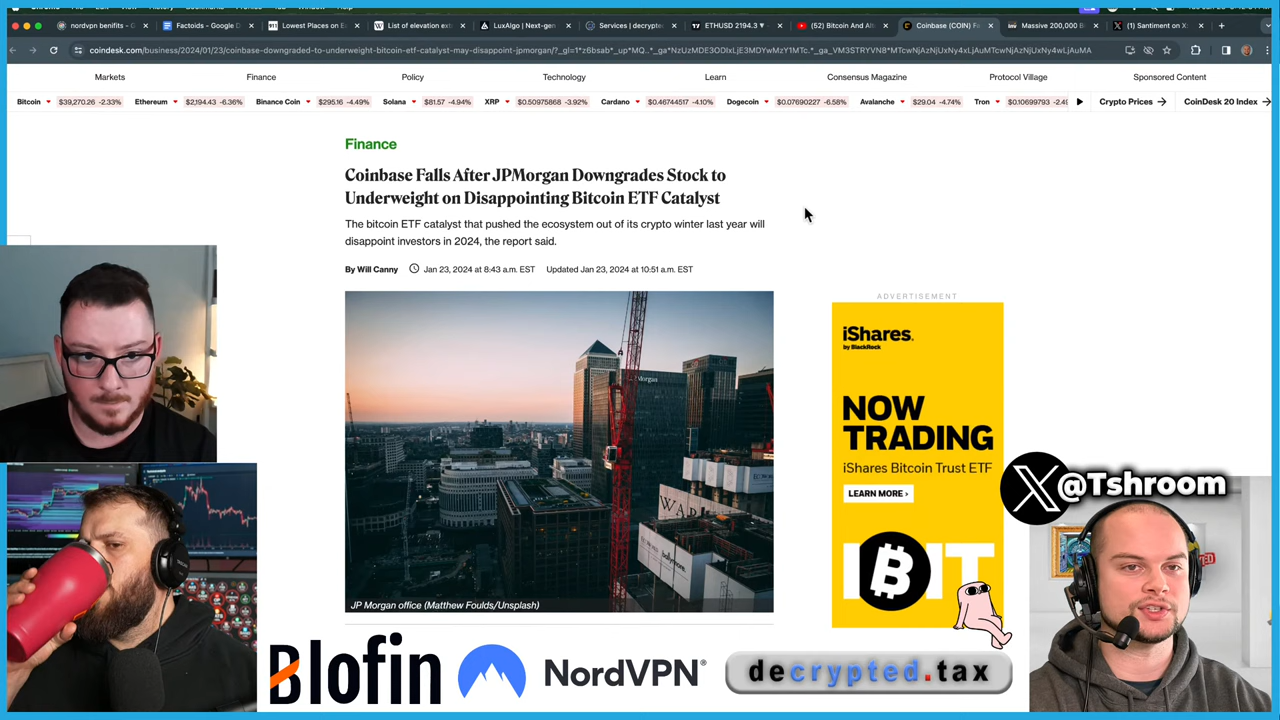 nordvpn benifits - G
Factoids - Google D
Lowest Places on Ea
List of elevation ext
LuxAlgo | Next-gen
Services | decrypte
ETHUSD 2194.3 ▼
(52) Bitcoin And Alt
Coinbase (COIN) Fa
Massive 200,000 E
(1) Santiment on X:
coindesk.com/business/2024/01/23/coinbase-downgraded-to-underweight-bitcoin-etf-catalyst-may-disappoint-jpmorgan/?_gl=1*z6bsab*_up*MQ..*_ga*NzUzMDE3ODIxLjE3MDYwMzY1MTc.*_ga_VM3STRYVN8*MTcwNjAzNjUxNy4xLjAuMTcwNjAzNjUxNy4wLjAuMA
Markets
Finance
Policy
Technology
Learn
Consensus Magazine
Protocol Village
Sponsored Content
Bitcoin $39,270.26 -2.33%
Ethereum $2,194.43 -6.36%
Binance Coin $295.16 -4.49%
Solana $81.57 -4.94%
XRP $0.50975868 -3.92%
Cardano $0.46744517 -4.10%
Dogecoin $0.07690227 -6.58%
Avalanche $29.04 -4.74%
Tron $0.10699793
Crypto Prices →
CoinDesk 20 Index →
Finance
Coinbase Falls After JPMorgan Downgrades Stock to
Underweight on Disappointing Bitcoin ETF Catalyst
The bitcoin ETF catalyst that pushed the ecosystem out of its crypto winter last year will
disappoint investors in 2024, the report said.
By Will Canny
Jan 23, 2024 at 8:43 a.m. EST
Updated Jan 23, 2024 at 10:51 a.m. EST
ADVERTISEMENT
iShares.
by BlackRock
NOW
TRADING
iShares Bitcoin Trust ETF
LEARN MORE ›
IBIT
JP Morgan office (Matthew Foulds/Unsplash)
X @Tshroom
Blofin
NordVPN®
decrypted.tax